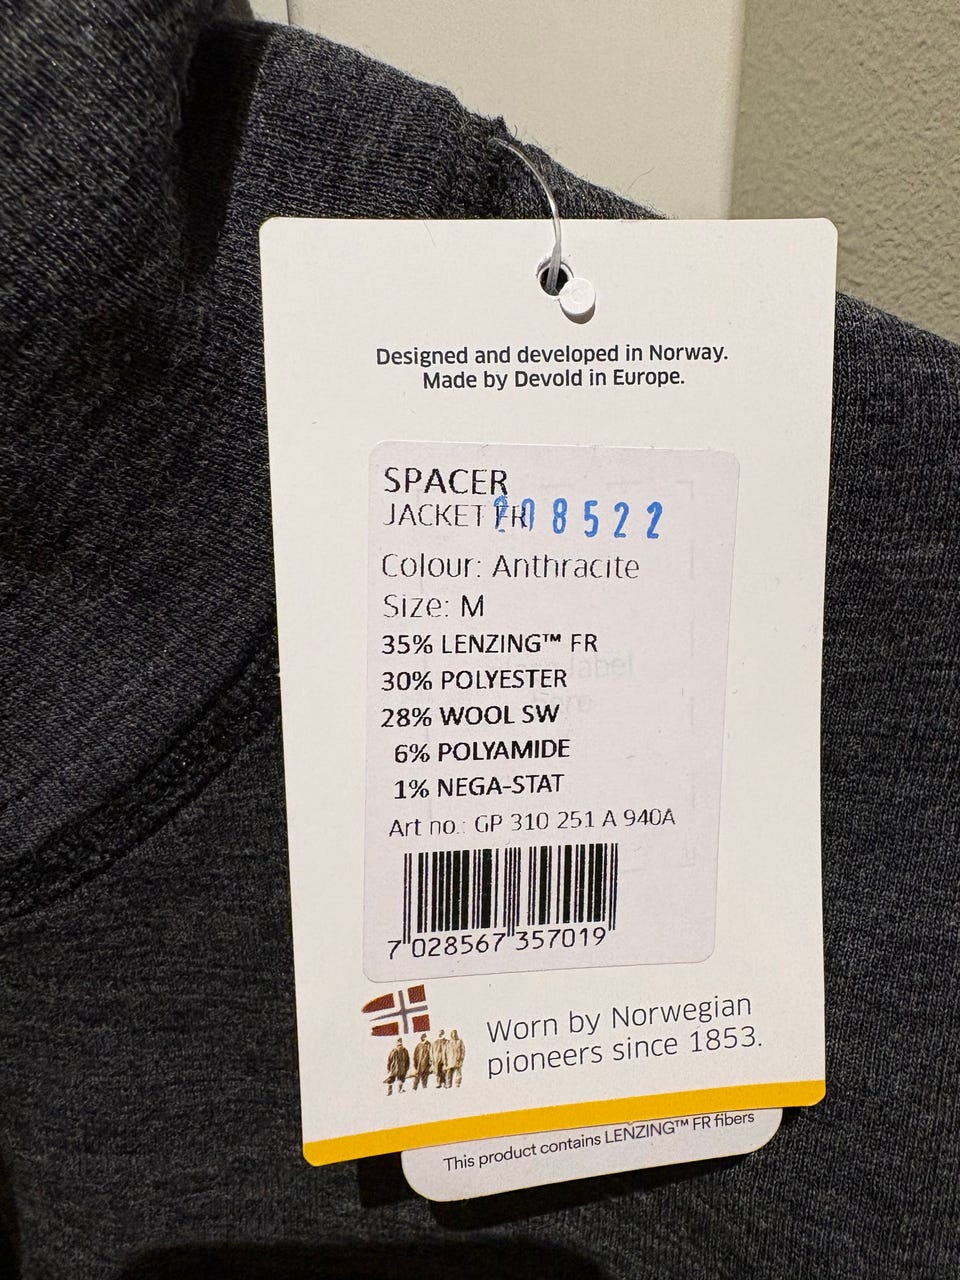 Designed and developed in Norway.
Made by Devold in Europe.
SPACER
JACKET FR 208522
Colour: Anthracite
Size: M
35% LENZING™ FR
30% POLYESTER
28% WOOL SW
6% POLYAMIDE
1% NEGA-STAT
Art no.: GP 310 251 A 940A
7 028567 357019
Worn by Norwegian
pioneers since 1853.
This product contains LENZING™ FR fibers